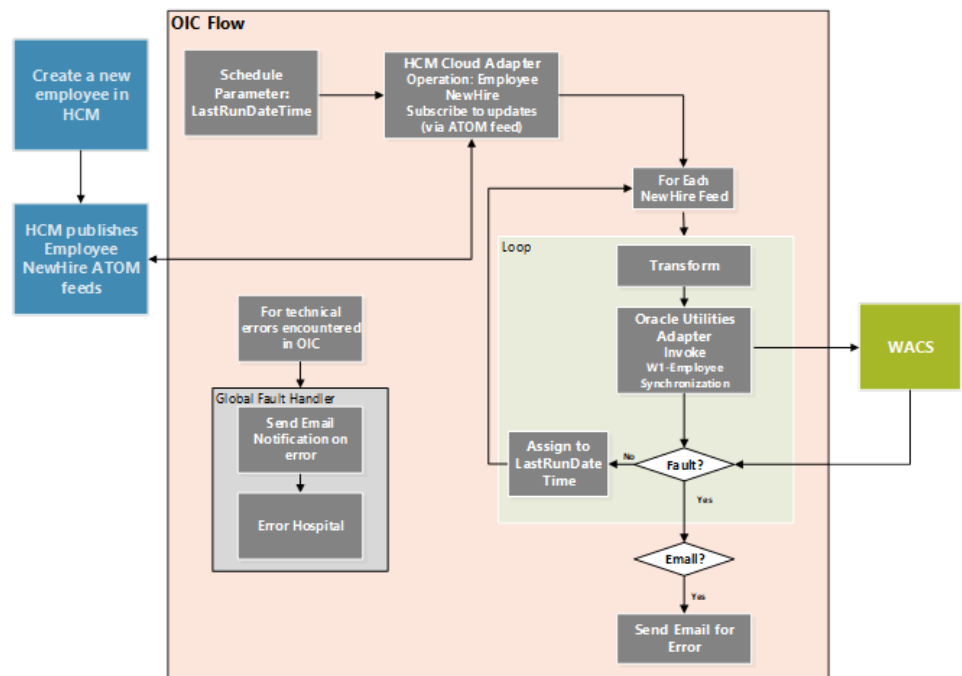 OIC Flow
Create a new
employee in
HCM
HCM publishes
Employee
NewHire ATOM
feeds
Schedule
Parameter:
LastRunDateTime
HCM Cloud Adapter
Operation: Employee
NewHire
Subscribe to updates
(via ATOM feed)
For Each
NewHire Feed
Loop
Transform
Oracle Utilities
Adapter
Invoke
W1-Employee
Synchronization
WACS
Fault?
No
Assign to
LastRunDate
Time
Yes
Email?
Yes
Send Email for
Error
For technical
errors encountered
in OIC
Global Fault Handler
Send Email
Notification on
error
Error Hospital